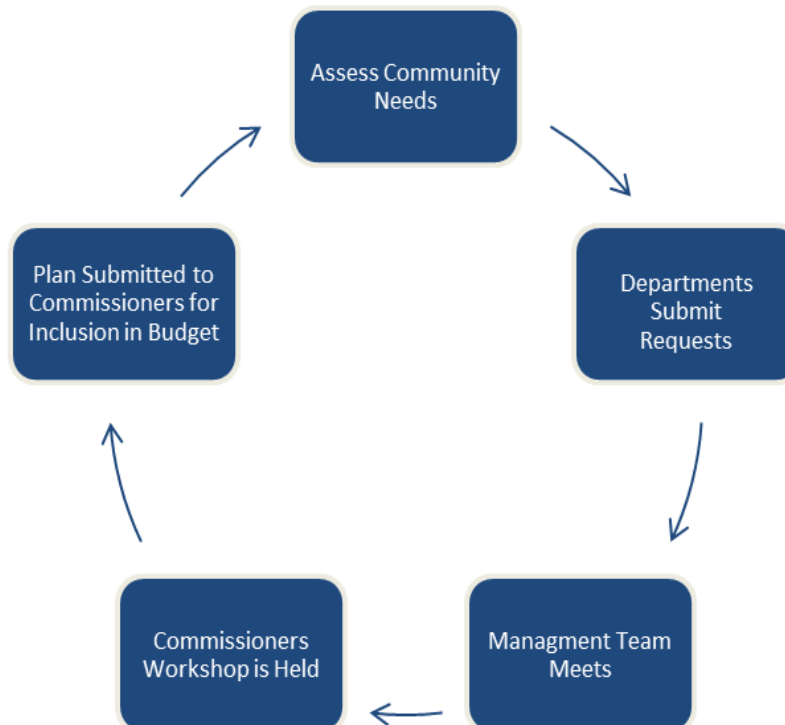 Assess Community
Needs
Departments
Submit
Requests
Managment Team
Meets
Commissioners
Workshop is Held
Plan Submitted to
Commissioners for
Inclusion in Budget